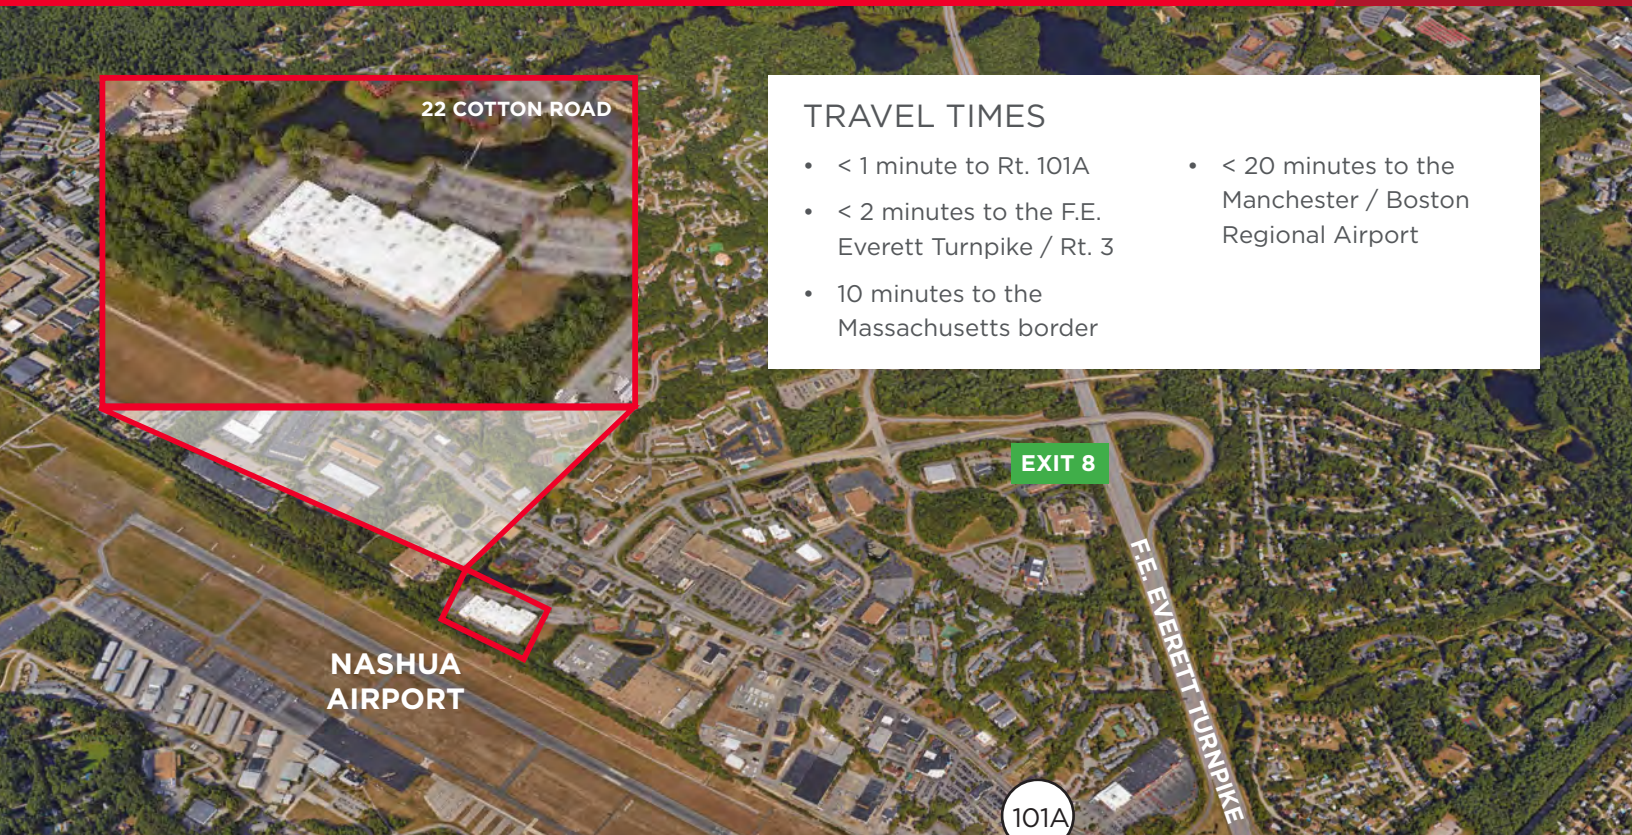 22 COTTON ROAD
TRAVEL TIMES
• < 1 minute to Rt. 101A
• < 2 minutes to the F.E.
Everett Turnpike / Rt. 3
• 10 minutes to the
Massachusetts border
• < 20 minutes to the
Manchester / Boston
Regional Airport
EXIT 8
F.E. EVERETT TURNPIKE
NASHUA
AIRPORT
101A